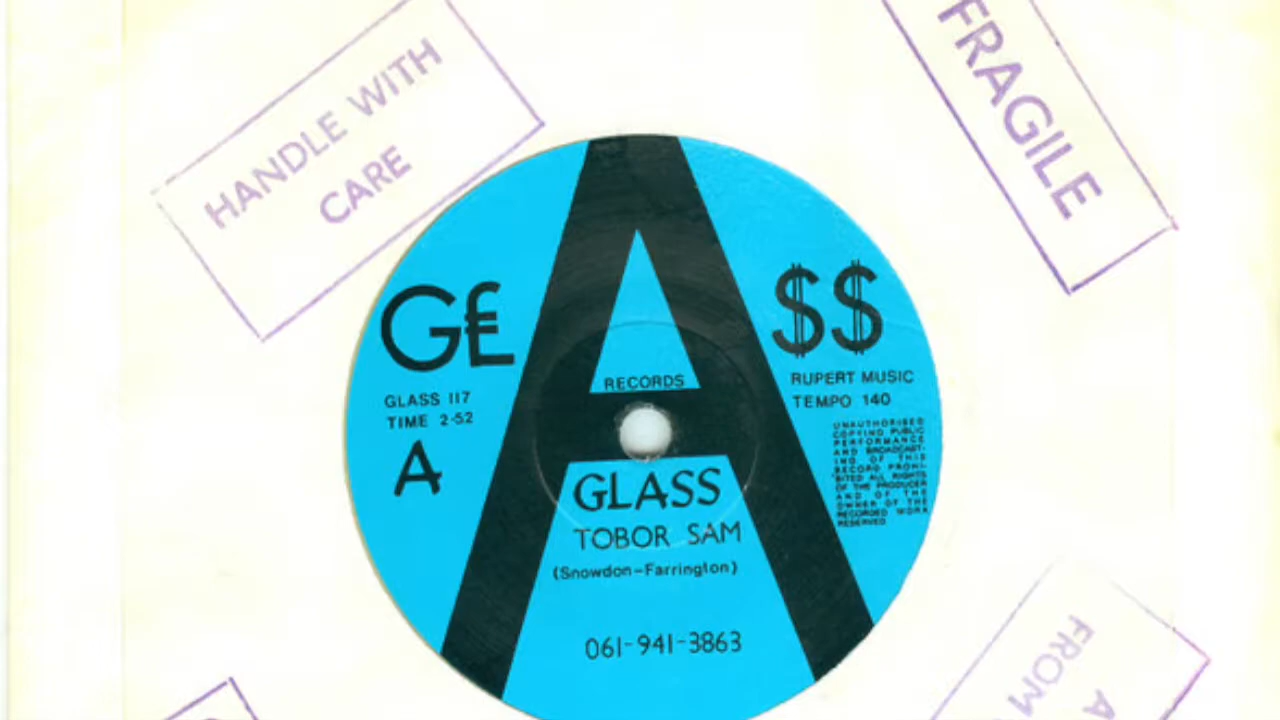 HANDLE WITH
CARE
FRAGILE
A
G£
$$
GLASS 117
TIME 2-52
A
RECORDS
RUPERT MUSIC
TEMPO 140
UNAUTHORISED
COPYING PUBLIC
PERFORMANCE
AND BROADCAST-
ING OF THIS
RECORD PROHI-
BITED ALL RIGHTS
OF THE PRODUCER
AND OF THE
OWNER OF THE
RECORDED WORK
RESERVED
GLASS
TOBOR SAM
(Snowdon-Farrington)
061-941-3863
FROM
A